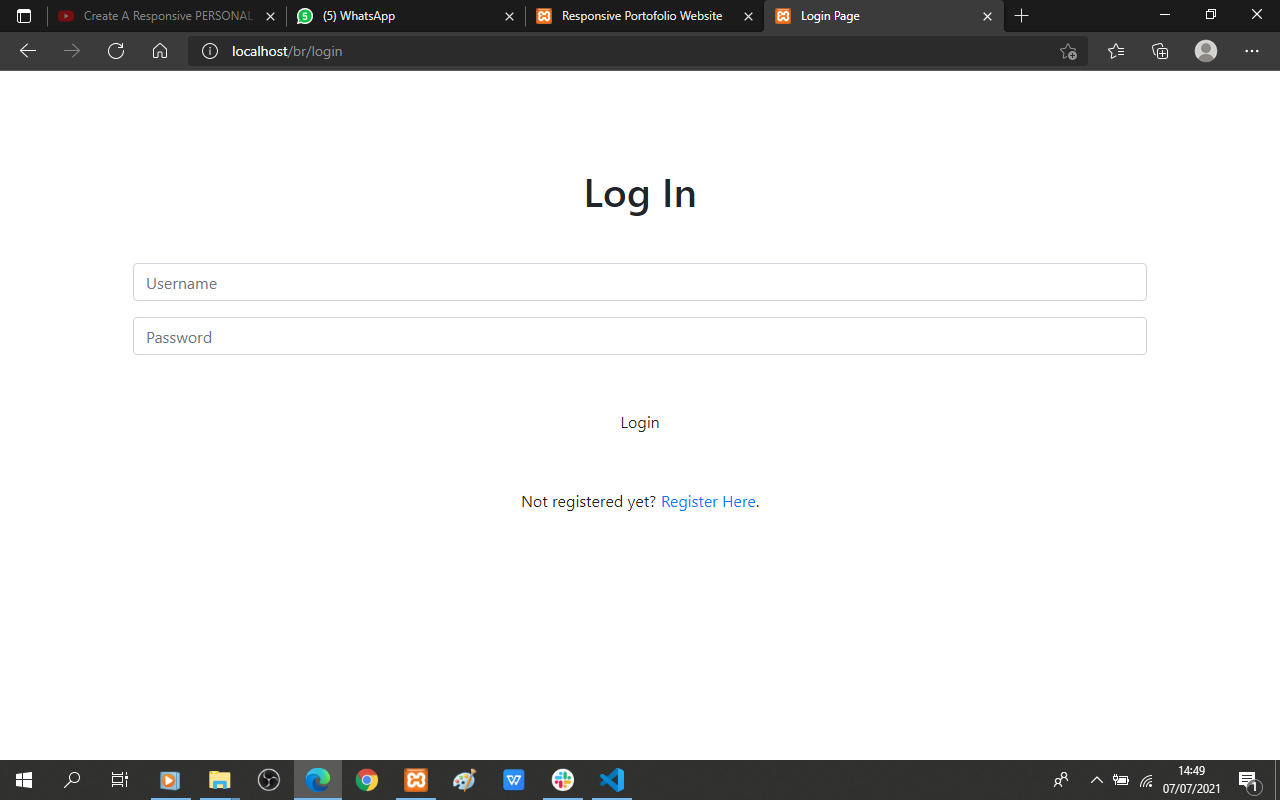 Create A Responsive PERSONAL
(5) WhatsApp
Responsive Portofolio Website
Login Page
localhost/br/login
Log In
Username
Password
Login
Not registered yet? Register Here.
14:49
07/07/2021
1